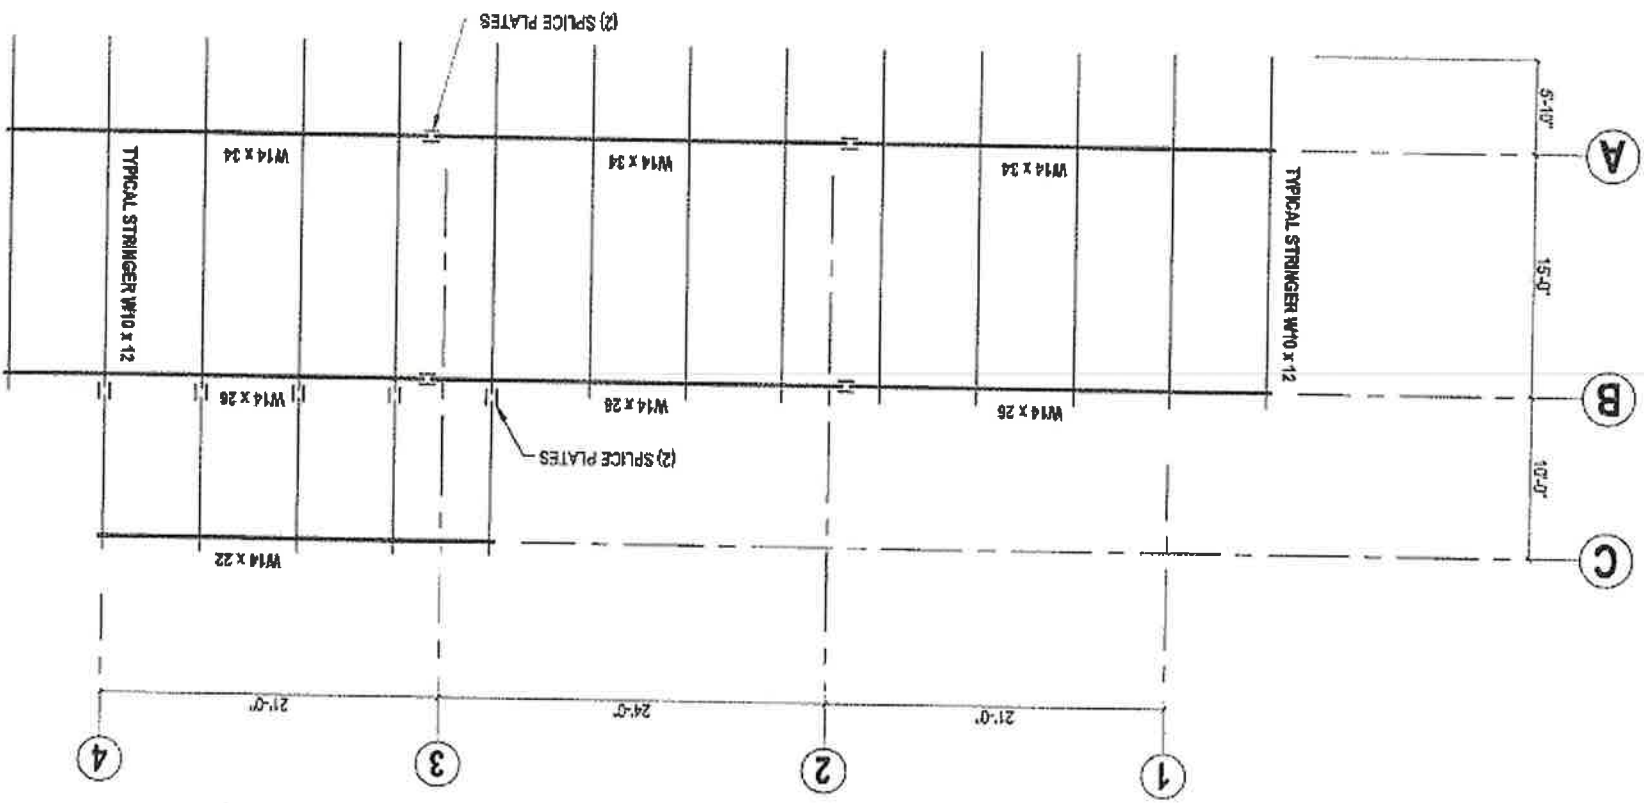 1
2
3
4
21'-0"
24'-0"
21'-0"
C
W14 x 22
10'-0"
(2) SPLICE PLATES
B
W14 x 26
W14 x 26
W14 x 26
TYPICAL STRINGER W10 x 12
15'-0"
TYPICAL STRINGER W10 x 12
A
W14 x 34
W14 x 34
W14 x 34
5'-10"
(2) SPLICE PLATES